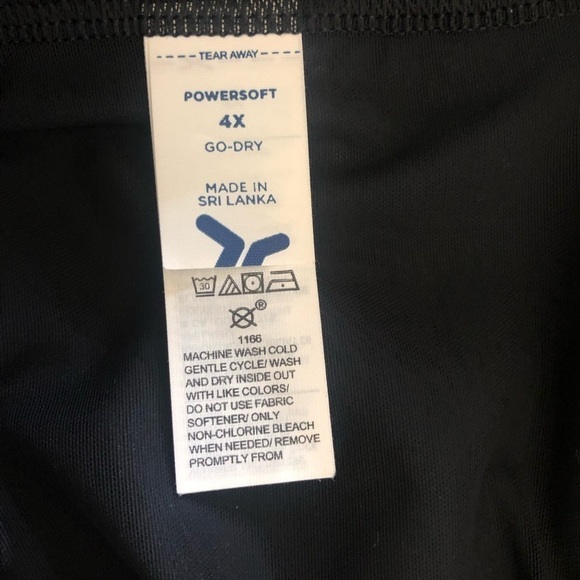 TEAR AWAY
POWERSOFT
4X
GO-DRY
MADE IN
SRI LANKA
30
®
1166
MACHINE WASH COLD
GENTLE CYCLE/ WASH
AND DRY INSIDE OUT
WITH LIKE COLORS/
DO NOT USE FABRIC
SOFTENER/ ONLY
NON-CHLORINE BLEACH
WHEN NEEDED/ REMOVE
PROMPTLY FROM